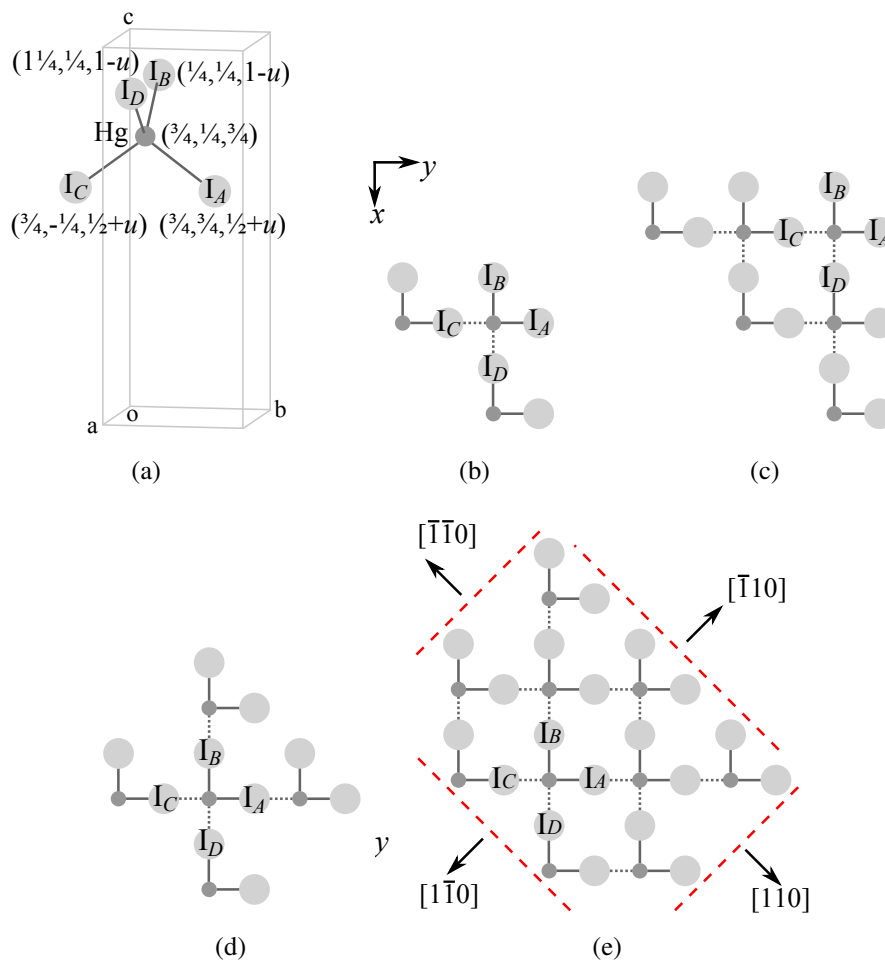 c
(1¼,¼,1-u) I_B (¼,¼,1-u)
I_D
Hg (¾,¼,¾)
I_C I_A
(¾,-¼,½+u) (¾,¾,½+u)
o b
a
(a)
y
x
I_B
I_C I_A
I_D
(b)
I_B
I_C I_A
I_D
(c)
I_B
I_C I_A
I_D
y
(d)
[1̅1̅0]
[1̅10]
I_B
I_C I_A
I_D
[11̅0]
[110]
(e)